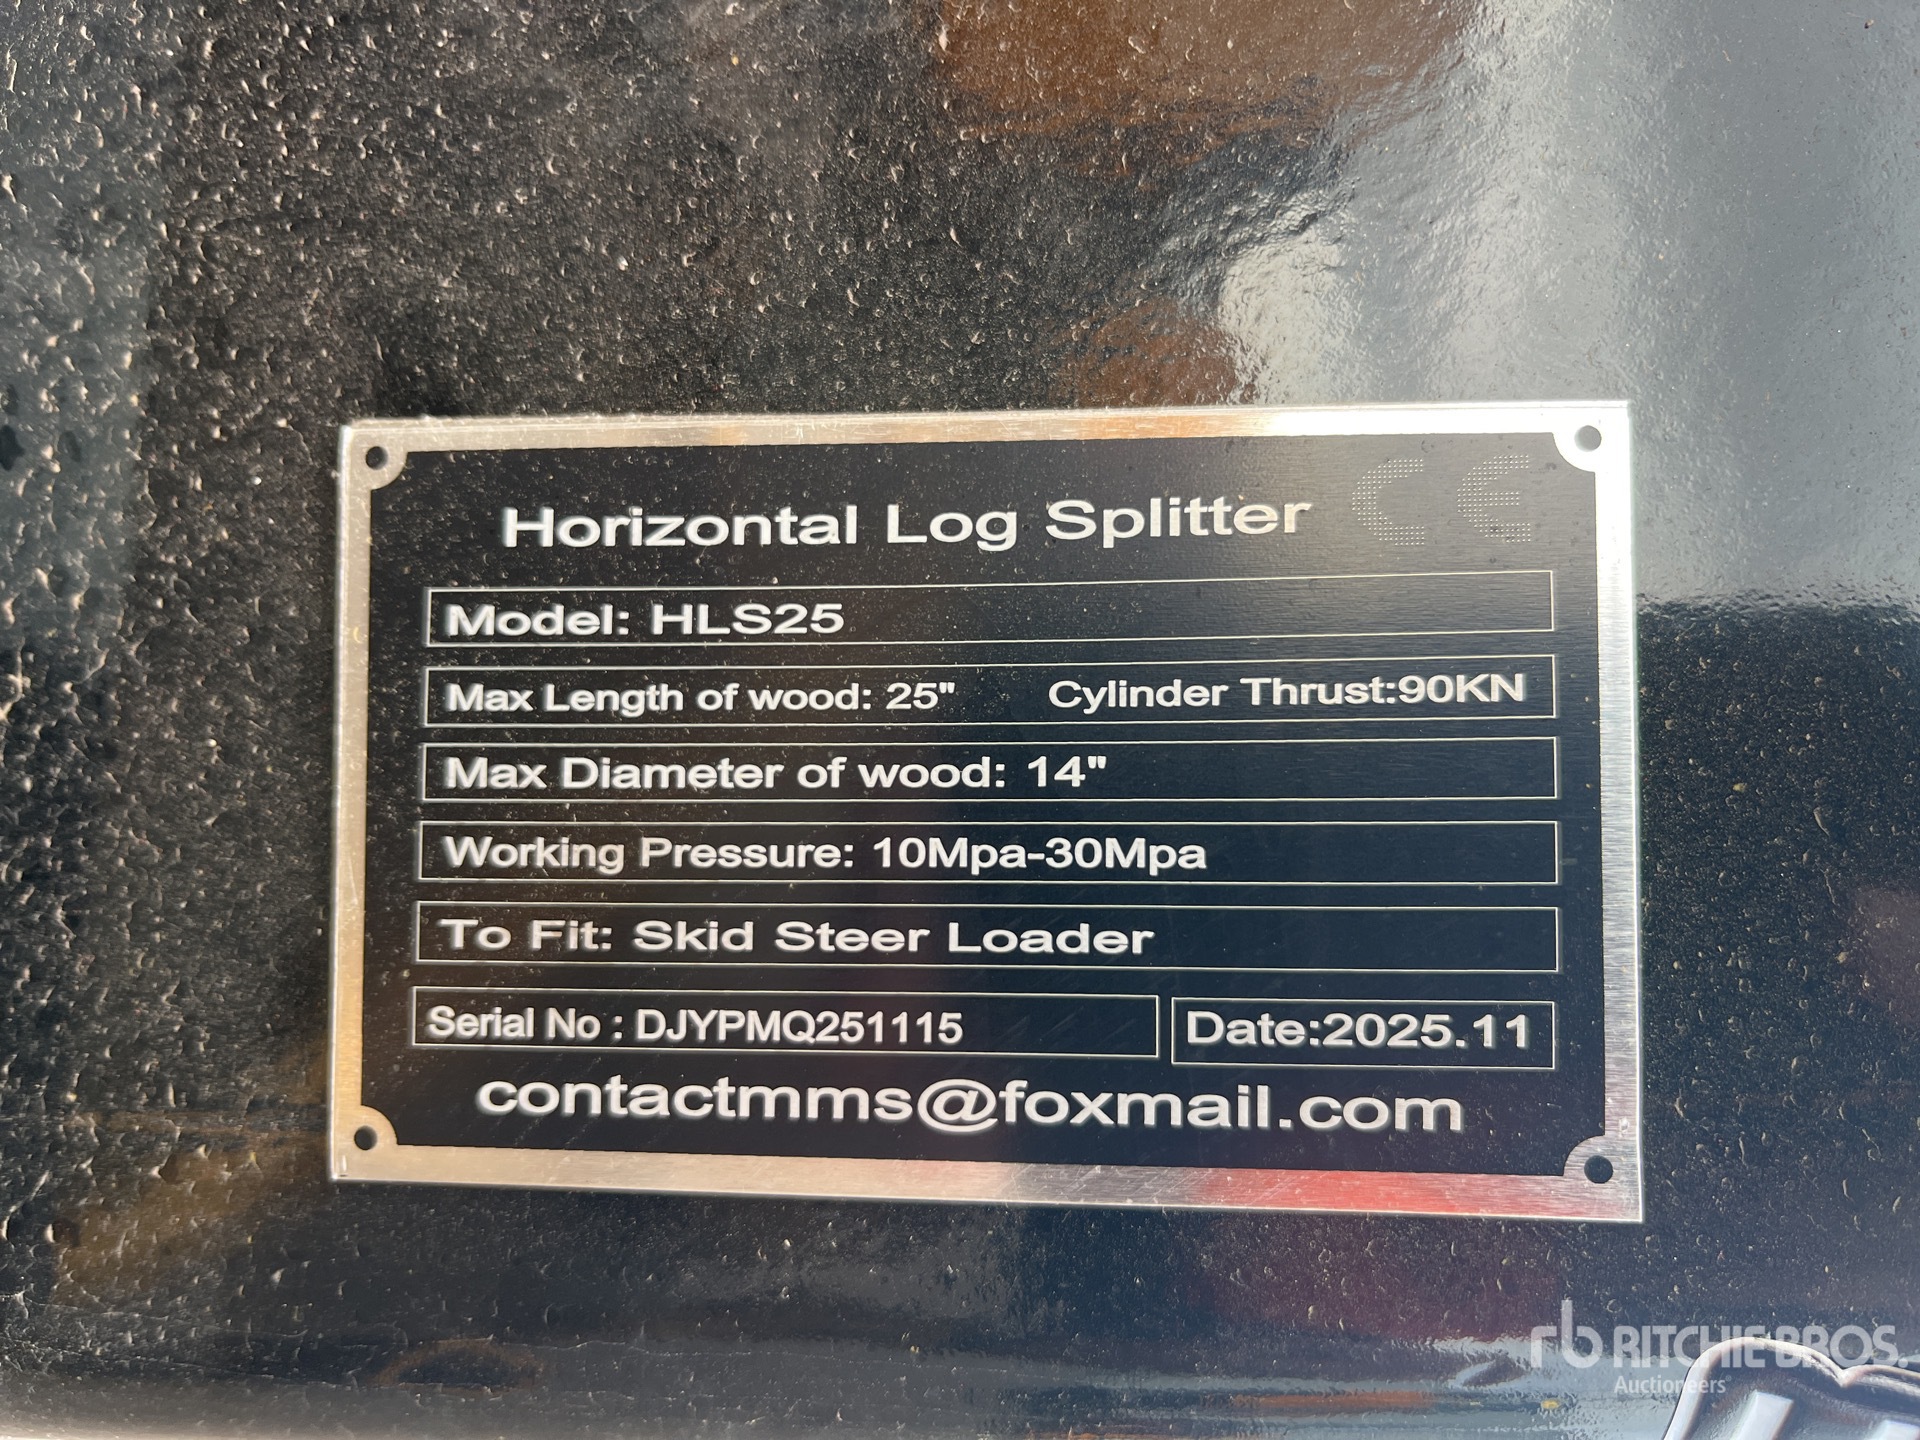 Horizontal Log Splitter CE
Model: HLS25
Max Length of wood: 25" Cylinder Thrust:90KN
Max Diameter of wood: 14"
Working Pressure: 10Mpa-30Mpa
To Fit: Skid Steer Loader
Serial No : DJYPMQ251115 Date:2025.11
contactmms@foxmail.com
rb RITCHIE BROS.
Auctioneers